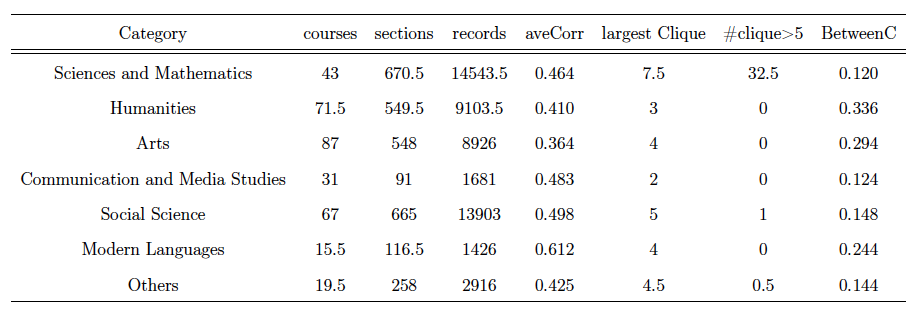 Category courses sections records aveCorr largest Clique #clique>5 BetweenC
Sciences and Mathematics 43 670.5 14543.5 0.464 7.5 32.5 0.120
Humanities 71.5 549.5 9103.5 0.410 3 0 0.336
Arts 87 548 8926 0.364 4 0 0.294
Communication and Media Studies 31 91 1681 0.483 2 0 0.124
Social Science 67 665 13903 0.498 5 1 0.148
Modern Languages 15.5 116.5 1426 0.612 4 0 0.244
Others 19.5 258 2916 0.425 4.5 0.5 0.144